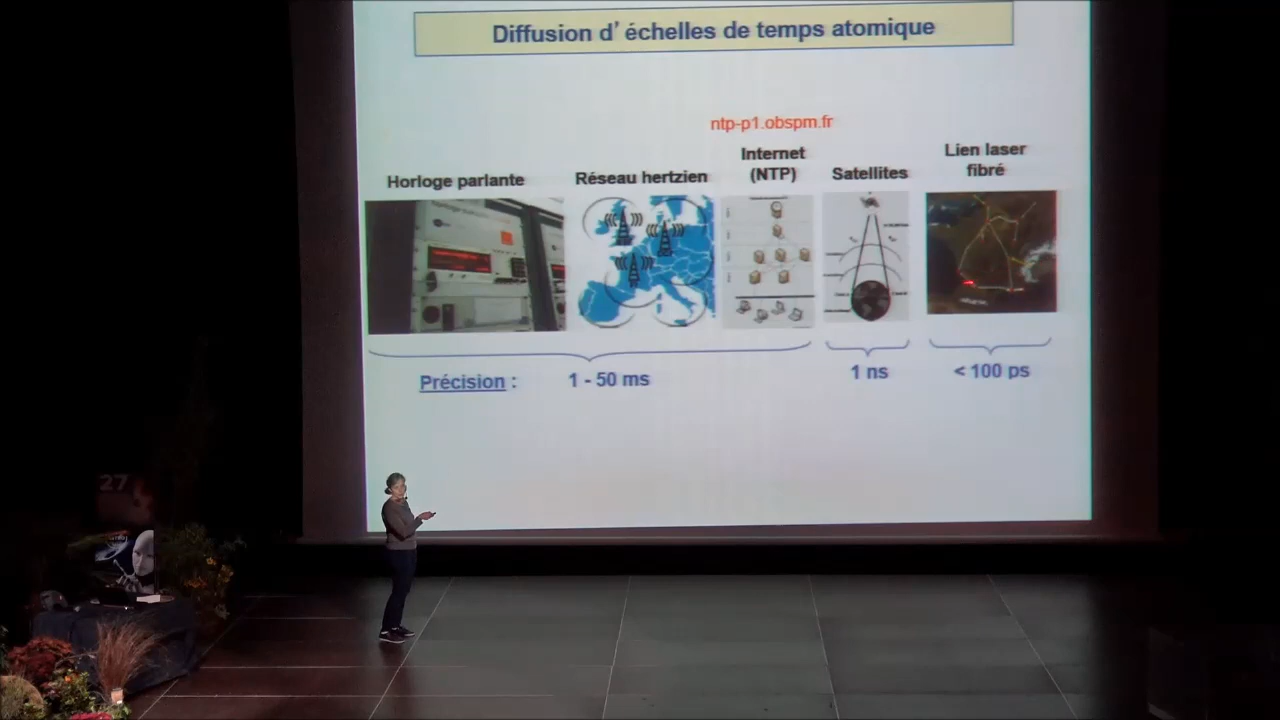 Diffusion d’ échelles de temps atomique
ntp-p1.obspm.fr
Horloge parlante
Réseau hertzien
Internet
(NTP)
Satellites
Lien laser
fibré
Précision :
1 - 50 ms
1 ns
< 100 ps
27